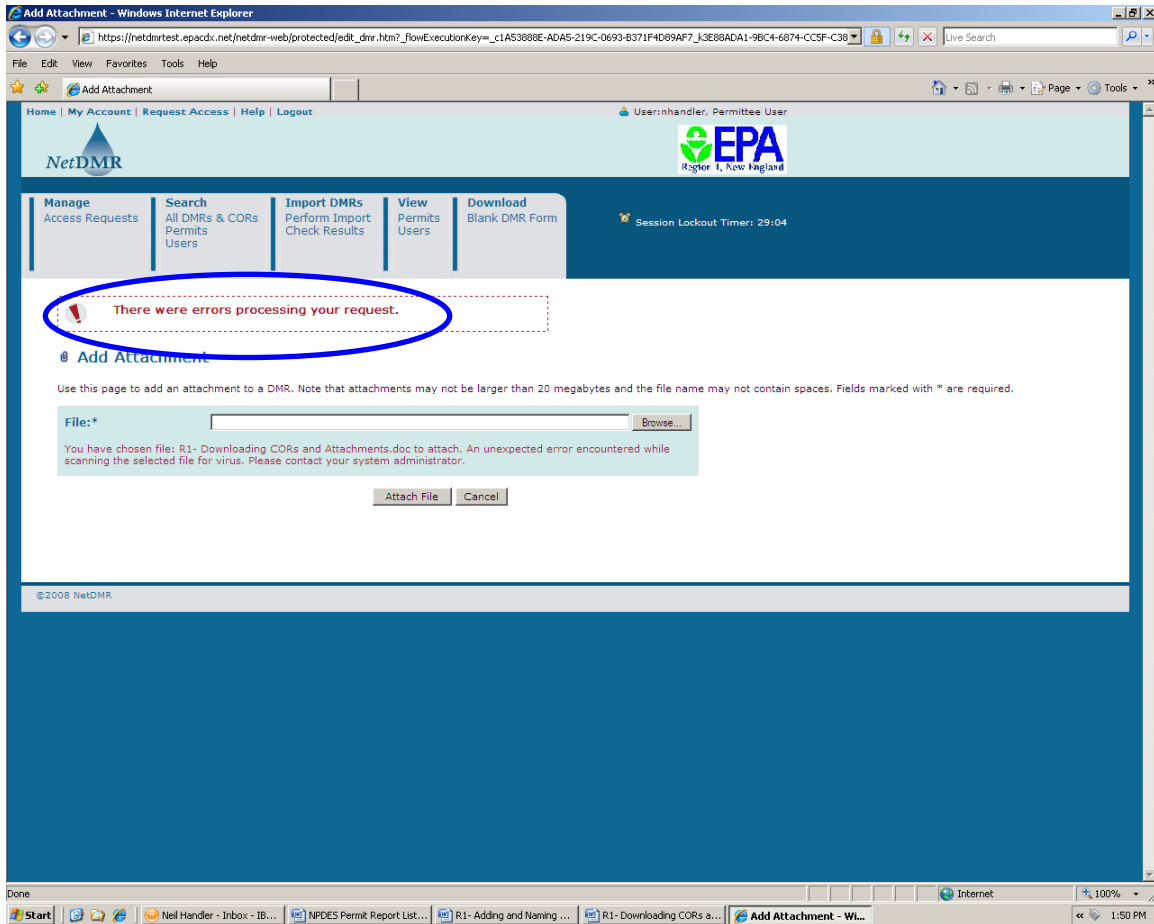 Add Attachment - Windows Internet Explorer
https://netdmrtest.epacdx.net/netdmr-web/protected/edit_dmr.htm?_flowExecutionKey=_c1A53888E-ADA5-219C-0693-B371F4D89AF7_k3E88ADA1-9BC4-6874-CC5F-C38
Live Search
File Edit View Favorites Tools Help
Add Attachment
Page Tools
Home | My Account | Request Access | Help | Logout
User:nhandler, Permittee User
NetDMR
EPA
Region 1, New England
Manage
Access Requests
Search
All DMRs & CORs
Permits
Users
Import DMRs
Perform Import
Check Results
View
Permits
Users
Download
Blank DMR Form
Session Lockout Timer: 29:04
There were errors processing your request.
Add Attachment
Use this page to add an attachment to a DMR. Note that attachments may not be larger than 20 megabytes and the file name may not contain spaces. Fields marked with * are required.
File:*
Browse...
You have chosen file: R1- Downloading CORs and Attachments.doc to attach. An unexpected error encountered while
scanning the selected file for virus. Please contact your system administrator.
Attach File Cancel
©2008 NetDMR
Done
Internet
100%
Start
Neil Handler - Inbox - IB...
NPDES Permit Report List...
R1- Adding and Naming ...
R1- Downloading CORs a...
Add Attachment - Wi...
1:50 PM